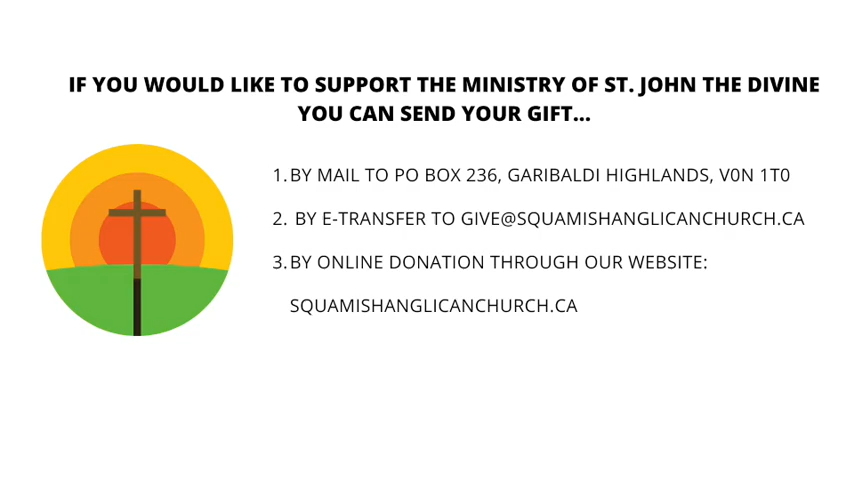 IF YOU WOULD LIKE TO SUPPORT THE MINISTRY OF ST. JOHN THE DIVINE
YOU CAN SEND YOUR GIFT...
1. BY MAIL TO PO BOX 236, GARIBALDI HIGHLANDS, V0N 1T0
2. BY E-TRANSFER TO GIVE@SQUAMISHANGLICANCHURCH.CA
3. BY ONLINE DONATION THROUGH OUR WEBSITE:
SQUAMISHANGLICANCHURCH.CA